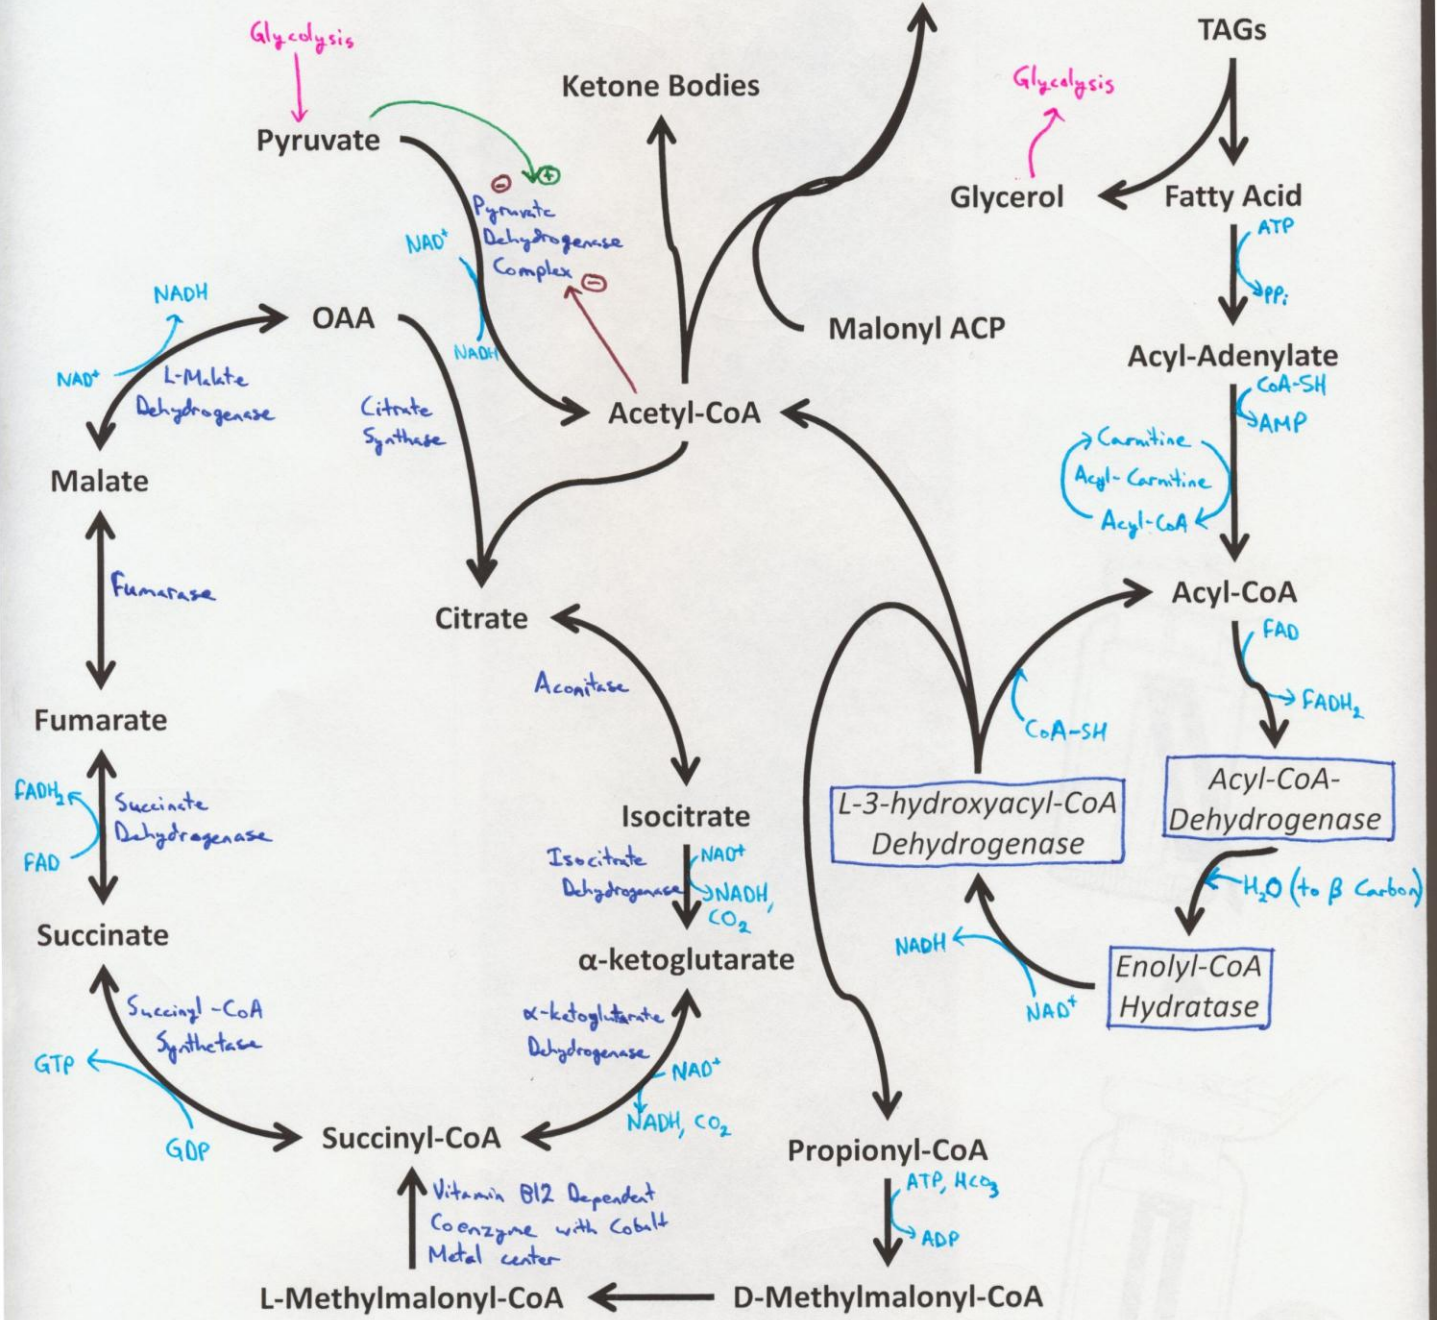 Glycolysis
TAGs
Ketone Bodies
Glycolysis
Pyruvate
⊖ ⊕
Pyruvate
Dehydrogenase
Complex ⊖
NAD⁺
NADH
Glycerol
Fatty Acid
ATP
PPi
NADH
NAD⁺
OAA
L-Malate
Dehydrogenase
Malonyl ACP
Acyl-Adenylate
CoA-SH
AMP
Citrate
Synthase
Acetyl-CoA
Carnitine
Acyl-Carnitine
Acyl-CoA
Malate
Fumarase
Citrate
Acyl-CoA
FAD
FADH₂
Aconitase
CoA-SH
Fumarate
FADH₂
FAD
Succinate
Dehydrogenase
Isocitrate
L-3-hydroxyacyl-CoA
Dehydrogenase
Acyl-CoA-
Dehydrogenase
Isocitrate
Dehydrogenase
NAD⁺
NADH,
CO₂
H₂O (to β Carbon)
Succinate
α-ketoglutarate
NADH
NAD⁺
Enolyl-CoA
Hydratase
Succinyl-CoA
Synthetase
GTP
GDP
α-ketoglutarate
Dehydrogenase
NAD⁺
NADH, CO₂
Succinyl-CoA
Propionyl-CoA
Vitamin B12 Dependent
Coenzyme with Cobalt
Metal center
ATP, HCO₃
ADP
L-Methylmalonyl-CoA
D-Methylmalonyl-CoA